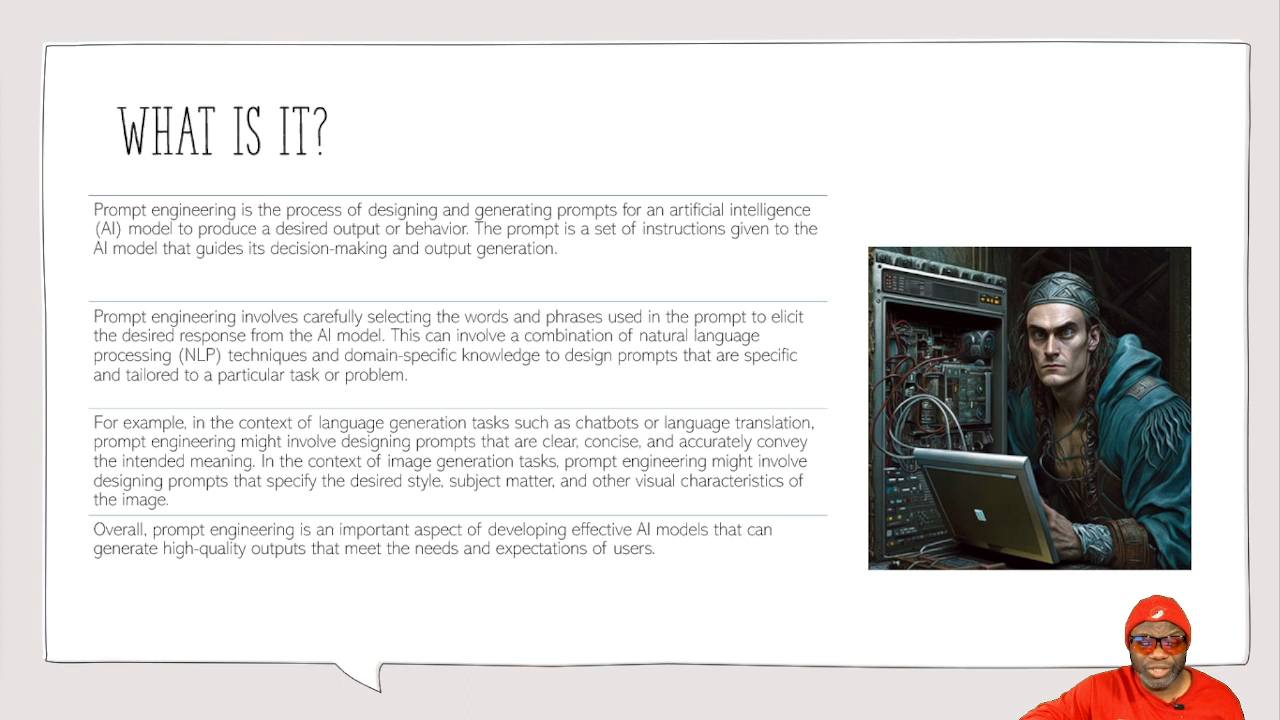 WHAT IS IT?
Prompt engineering is the process of designing and generating prompts for an artificial intelligence
(AI) model to produce a desired output or behavior. The prompt is a set of instructions given to the
AI model that guides its decision-making and output generation.
Prompt engineering involves carefully selecting the words and phrases used in the prompt to elicit
the desired response from the AI model. This can involve a combination of natural language
processing (NLP) techniques and domain-specific knowledge to design prompts that are specific
and tailored to a particular task or problem.
For example, in the context of language generation tasks such as chatbots or language translation,
prompt engineering might involve designing prompts that are clear, concise, and accurately convey
the intended meaning. In the context of image generation tasks, prompt engineering might involve
designing prompts that specify the desired style, subject matter, and other visual characteristics of
the image.
Overall, prompt engineering is an important aspect of developing effective AI models that can
generate high-quality outputs that meet the needs and expectations of users.